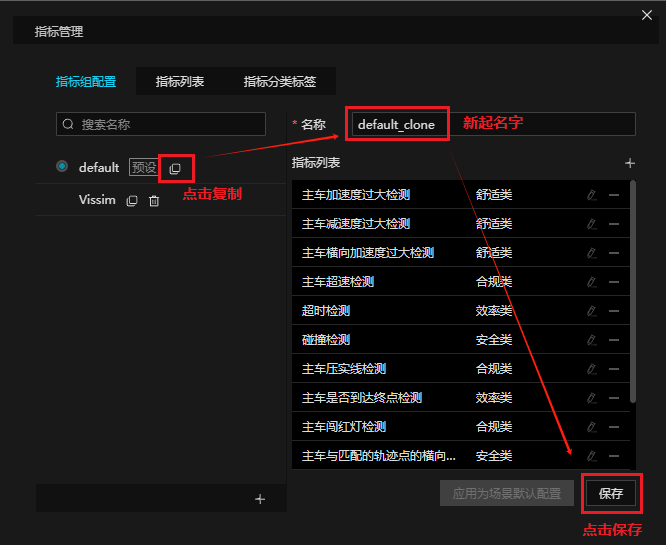 指标管理
指标组配置 指标列表 指标分类标签
搜索名称
default 预设
点击复制
Vissim
* 名称 default_clone 新起名字
指标列表
主车加速度过大检测 舒适类
主车减速度过大检测 舒适类
主车横向加速度过大检测 舒适类
主车超速检测 合规类
超时检测 效率类
碰撞检测 安全类
主车压实线检测 合规类
主车是否到达终点检测 效率类
主车闯红灯检测 合规类
主车与匹配的轨迹点的横向... 安全类
应用为场景默认配置 保存
点击保存